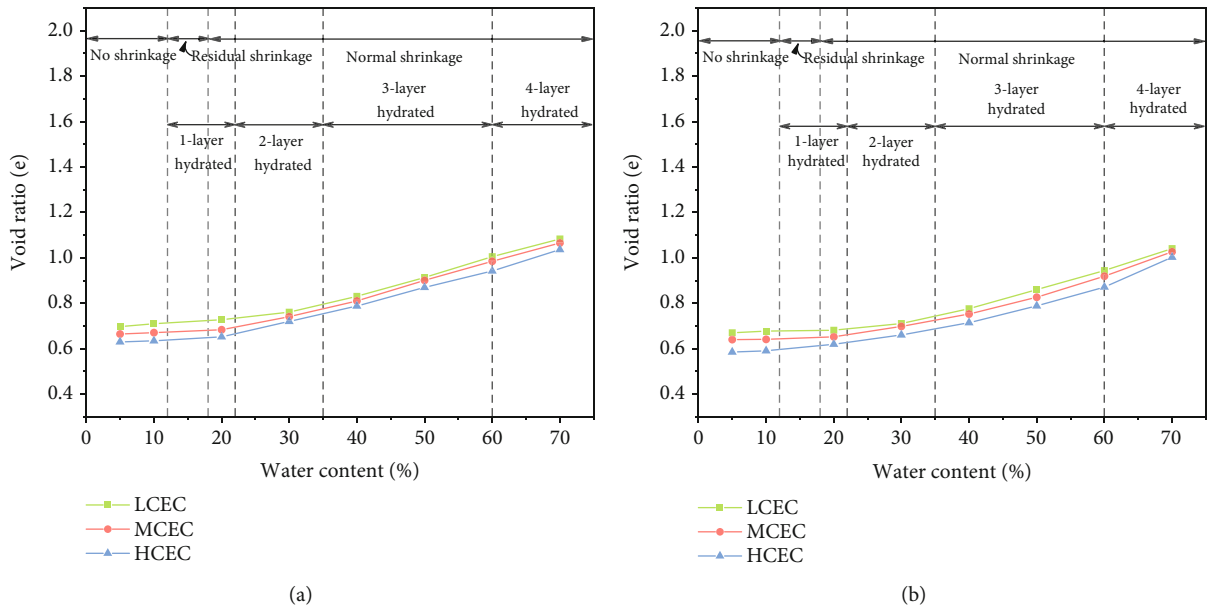 2.0
1.8
1.6
1.4
1.2
1.0
0.8
0.6
0.4
Void ratio (e)
No shrinkage
Residual shrinkage
Normal shrinkage
3-layer
hydrated
4-layer
hydrated
1-layer
hydrated
2-layer
hydrated
0 10 20 30 40 50 60 70
Water content (%)
LCEC
MCEC
HCEC
(a)
2.0
1.8
1.6
1.4
1.2
1.0
0.8
0.6
0.4
Void ratio (e)
No shrinkage
Residual shrinkage
Normal shrinkage
3-layer
hydrated
4-layer
hydrated
1-layer
hydrated
2-layer
hydrated
0 10 20 30 40 50 60 70
Water content (%)
LCEC
MCEC
HCEC
(b)